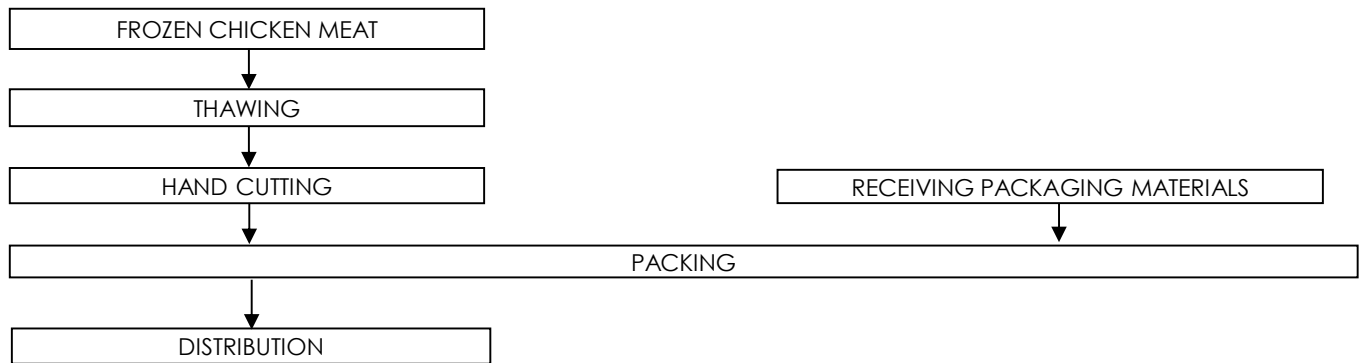 FROZEN CHICKEN MEAT
THAWING
HAND CUTTING
RECEIVING PACKAGING MATERIALS
PACKING
DISTRIBUTION